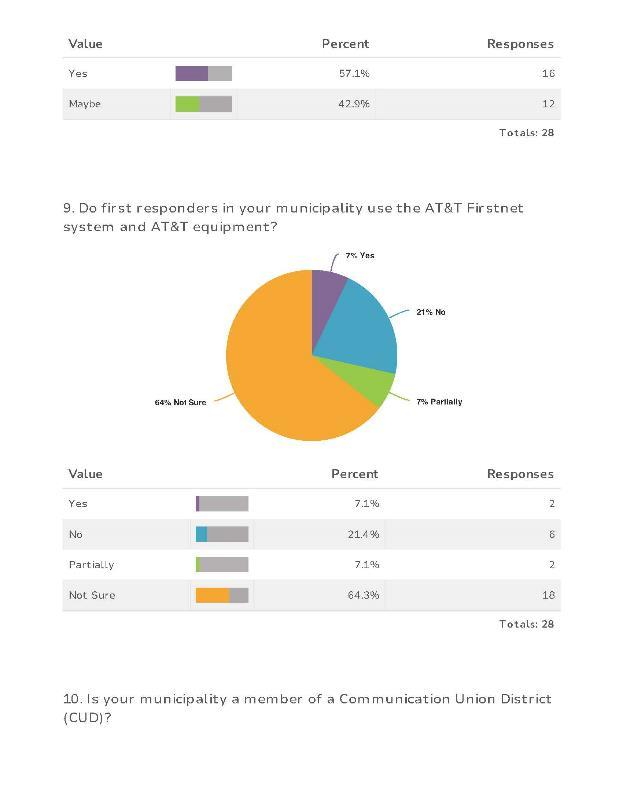 Value Percent Responses
Yes 57.1% 16
Maybe 42.9% 12
Totals: 28
9. Do first responders in your municipality use the AT&T Firstnet
system and AT&T equipment?
7% Yes
21% No
64% Not Sure
7% Partially
Value Percent Responses
Yes 7.1% 2
No 21.4% 6
Partially 7.1% 2
Not Sure 64.3% 18
Totals: 28
10. Is your municipality a member of a Communication Union District
(CUD)?